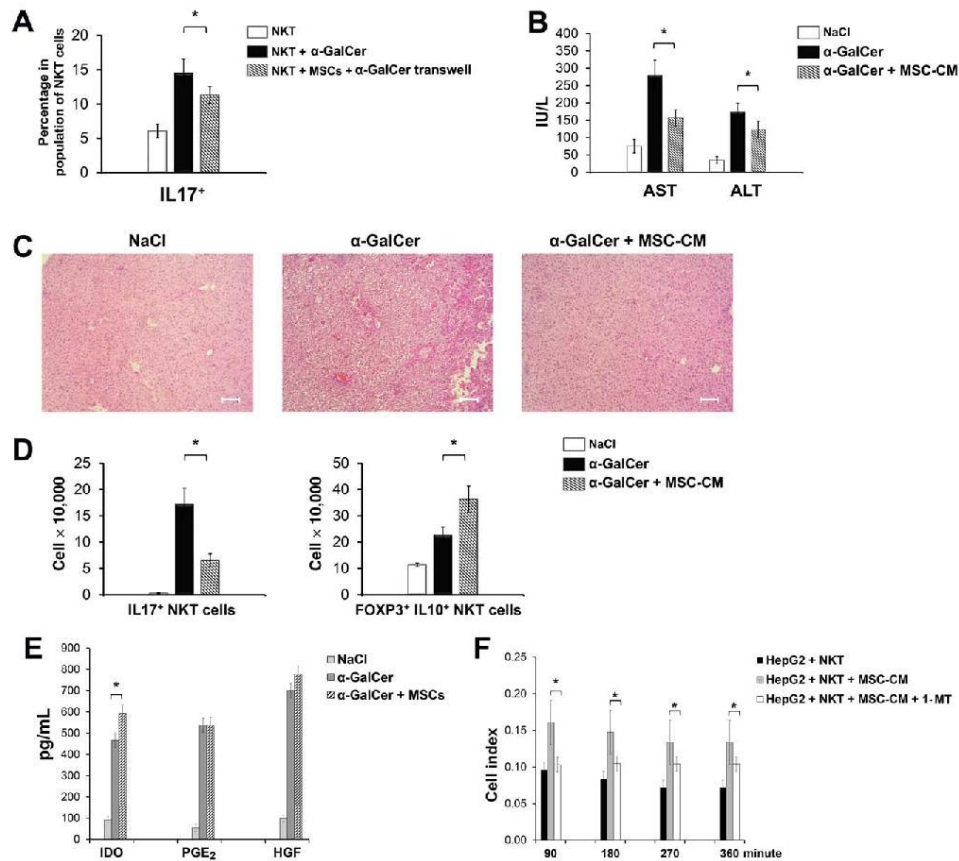 A
Percentage in
population of NKT cells
20
15
10
5
0
*
IL17⁺
NKT
NKT + α-GalCer
NKT + MSCs + α-GalCer transwell
B
IU/L
400
350
300
250
200
150
100
50
0
*
*
AST
ALT
NaCl
α-GalCer
α-GalCer + MSC-CM
C
NaCl
α-GalCer
α-GalCer + MSC-CM
D
Cell × 10,000
25
20
15
10
5
0
*
IL17⁺ NKT cells
Cell × 10,000
50
40
30
20
10
0
*
FOXP3⁺ IL10⁺ NKT cells
NaCl
α-GalCer
α-GalCer + MSC-CM
E
pg/mL
900
800
700
600
500
400
300
200
100
0
*
IDO
PGE₂
HGF
NaCl
α-GalCer
α-GalCer + MSCs
F
Cell index
0.25
0.20
0.15
0.10
0.05
0.00
*
*
*
*
90
180
270
360 minute
HepG2 + NKT
HepG2 + NKT + MSC-CM
HepG2 + NKT + MSC-CM + 1-MT